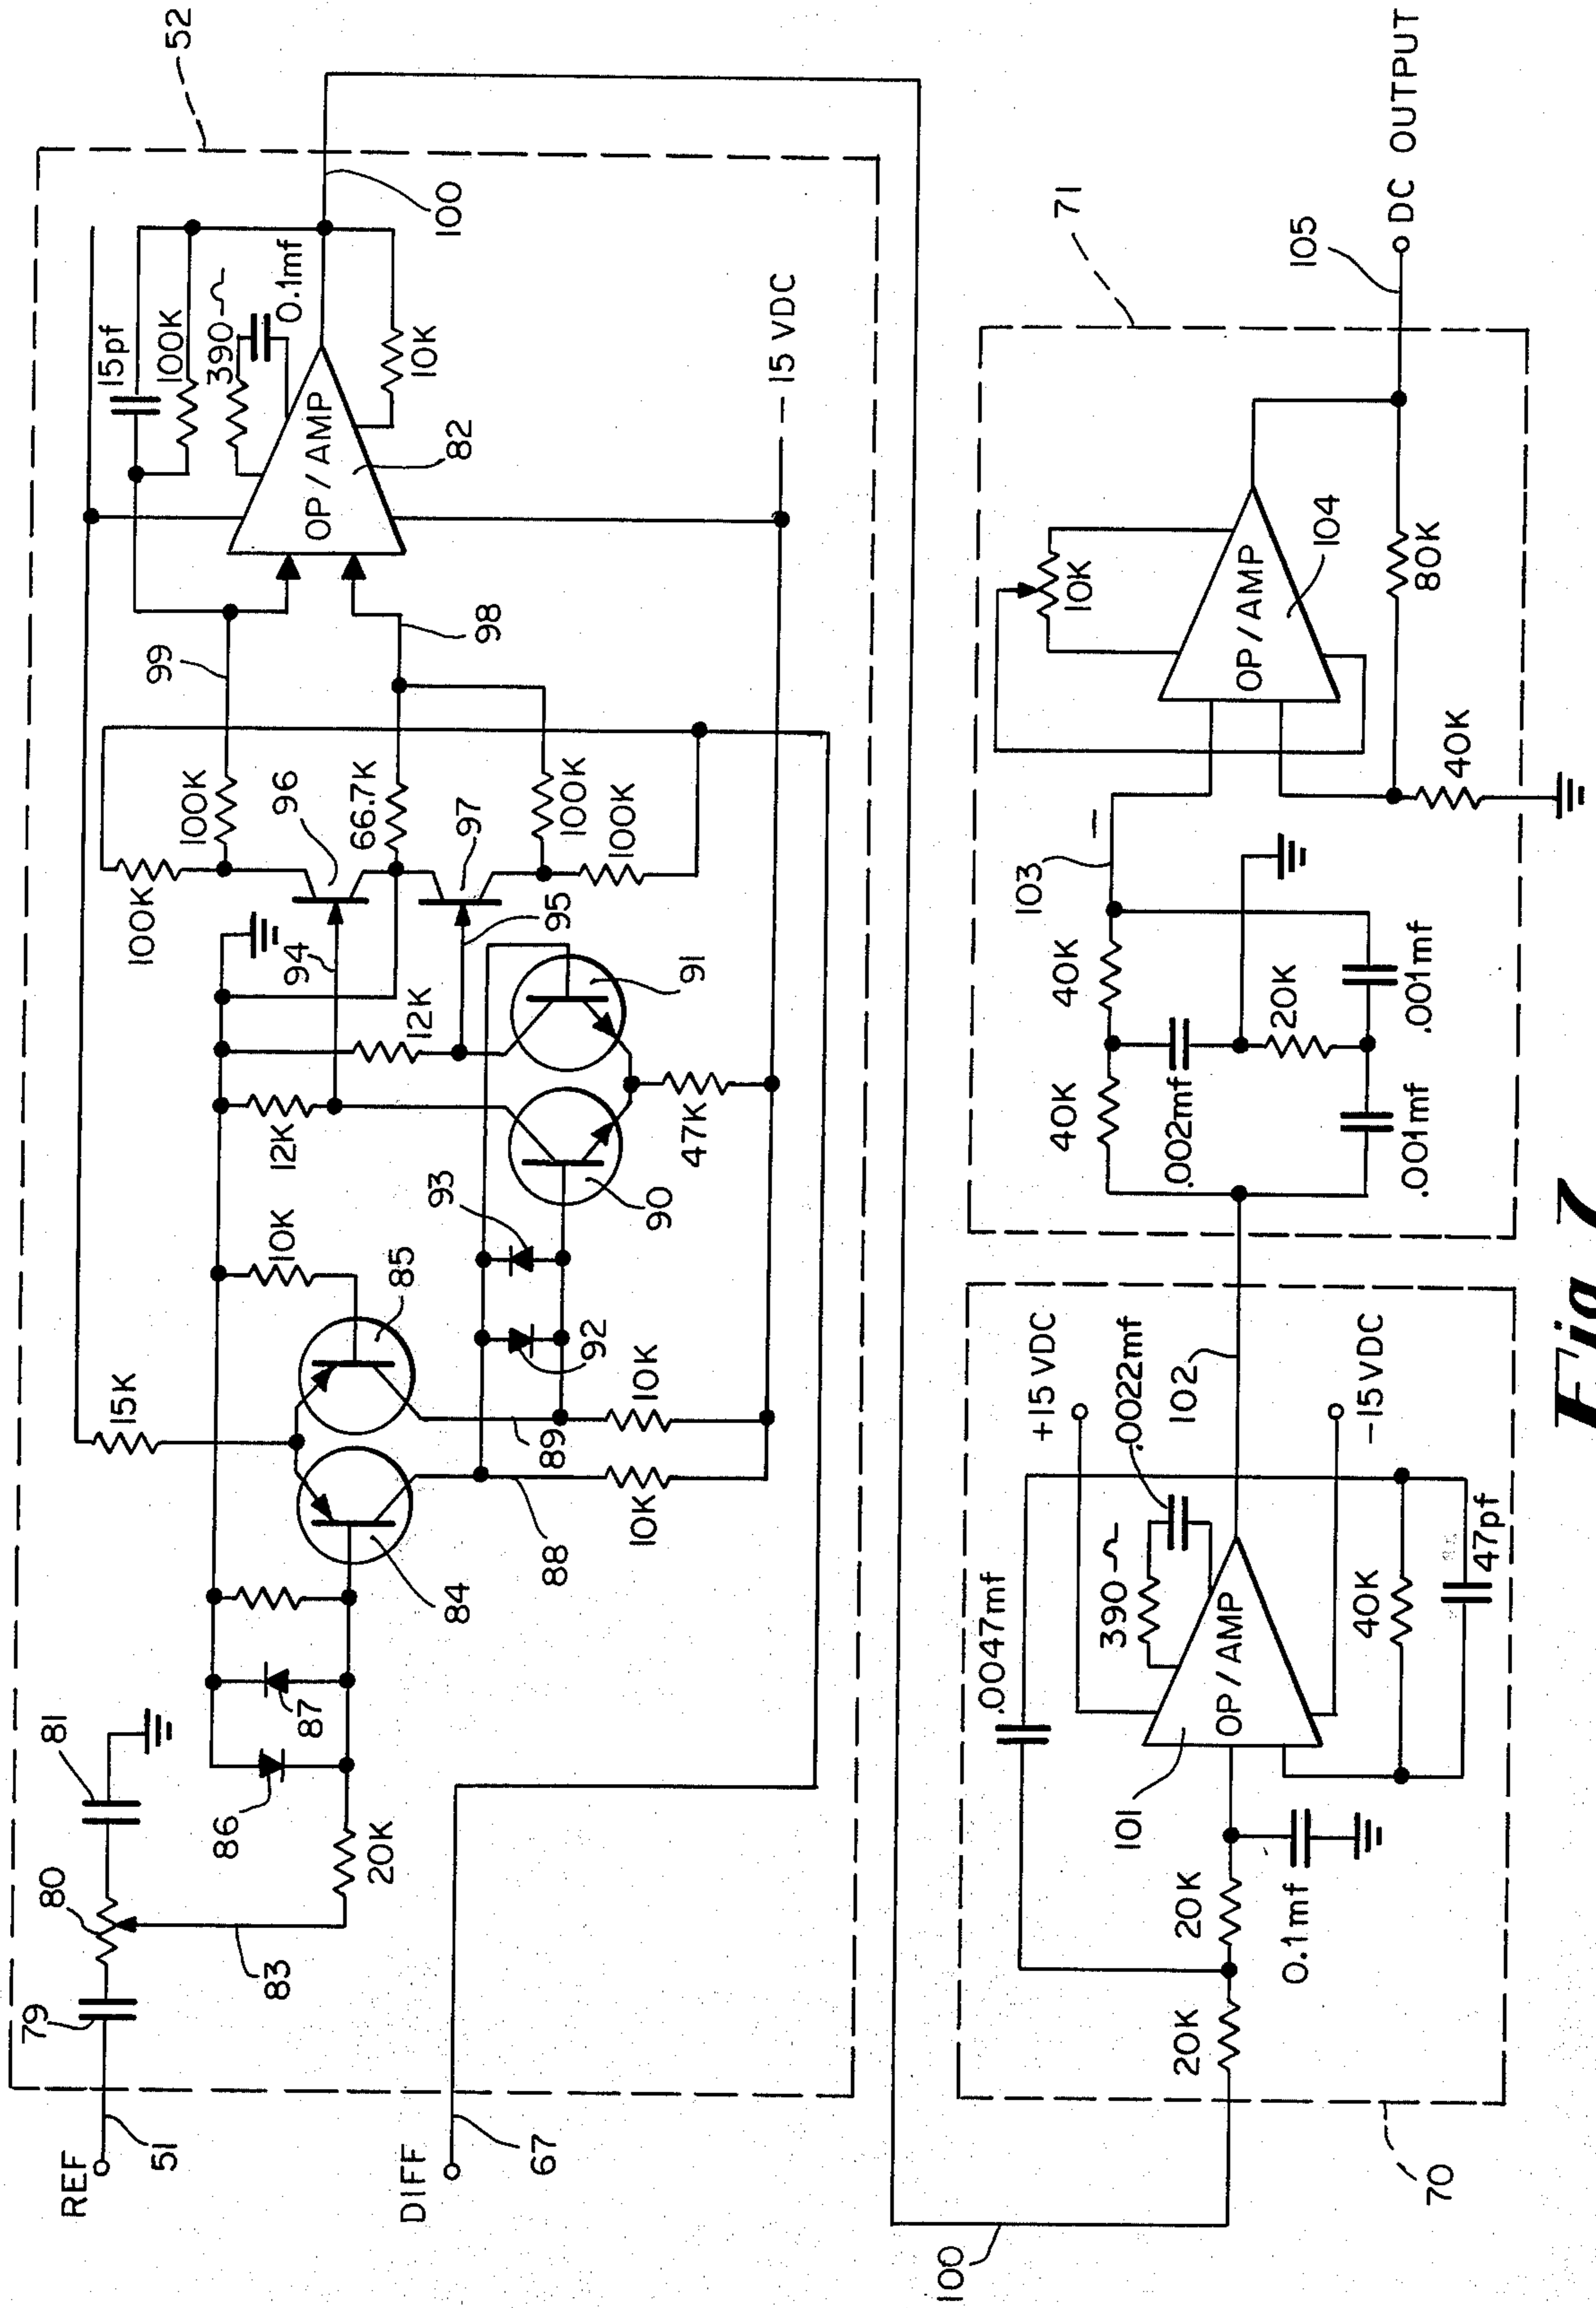 REF
51
79
80
81
83
86
87
20K
84
85
15K
10K
88
89
10K
10K
92
93
90
91
12K
12K
47K
94
95
96
97
100K
100K
66.7K
100K
100K
99
98
15pf
100K
390
0.1mf
OP/AMP
82
10K
100
15 VDC
52
DIFF
67
100
70
20K
20K
0.1mf
.0047mf
101
OP/AMP
390
.0022mf
+15 VDC
-15 VDC
40K
47pf
102
71
40K
40K
.002mf
20K
.001mf
.001mf
103
10K
OP/AMP
104
80K
40K
105
DC OUTPUT
Fig. 7